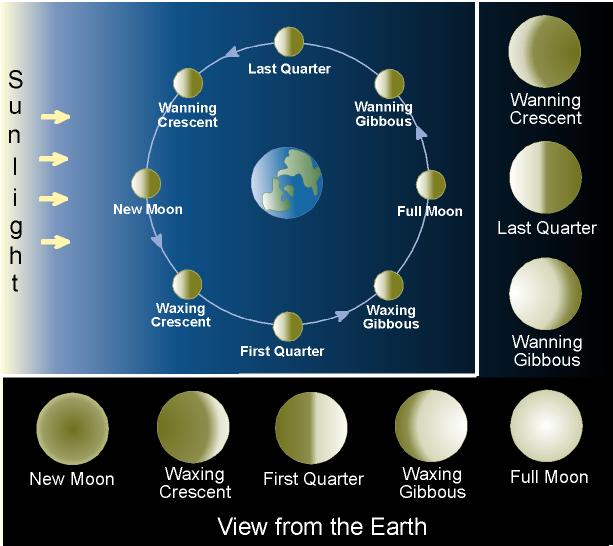 Sunlight
Last Quarter
Wanning
Crescent
Wanning
Gibbous
New Moon
Full Moon
Waxing
Crescent
Waxing
Gibbous
First Quarter
Wanning
Crescent
Last Quarter
Wanning
Gibbous
New Moon
Waxing
Crescent
First Quarter
Waxing
Gibbous
Full Moon
View from the Earth